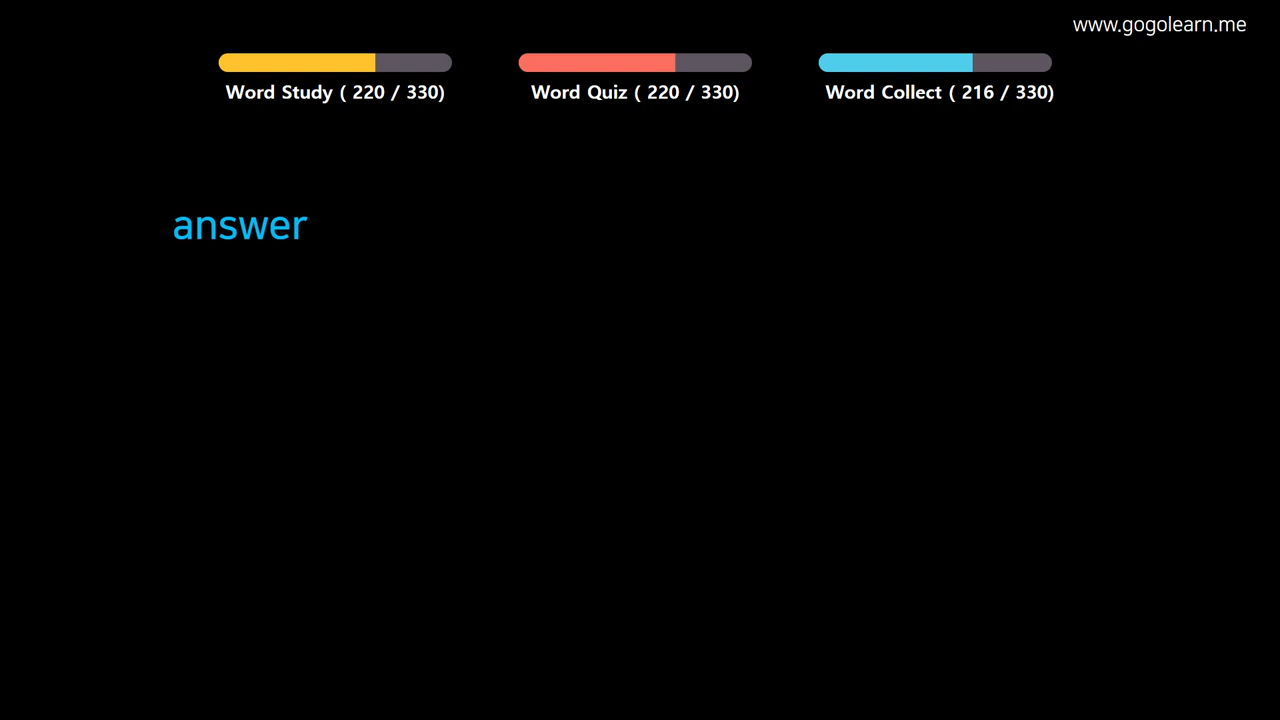 www.gogolearn.me
Word Study ( 220 / 330)
Word Quiz ( 220 / 330)
Word Collect ( 216 / 330)
answer